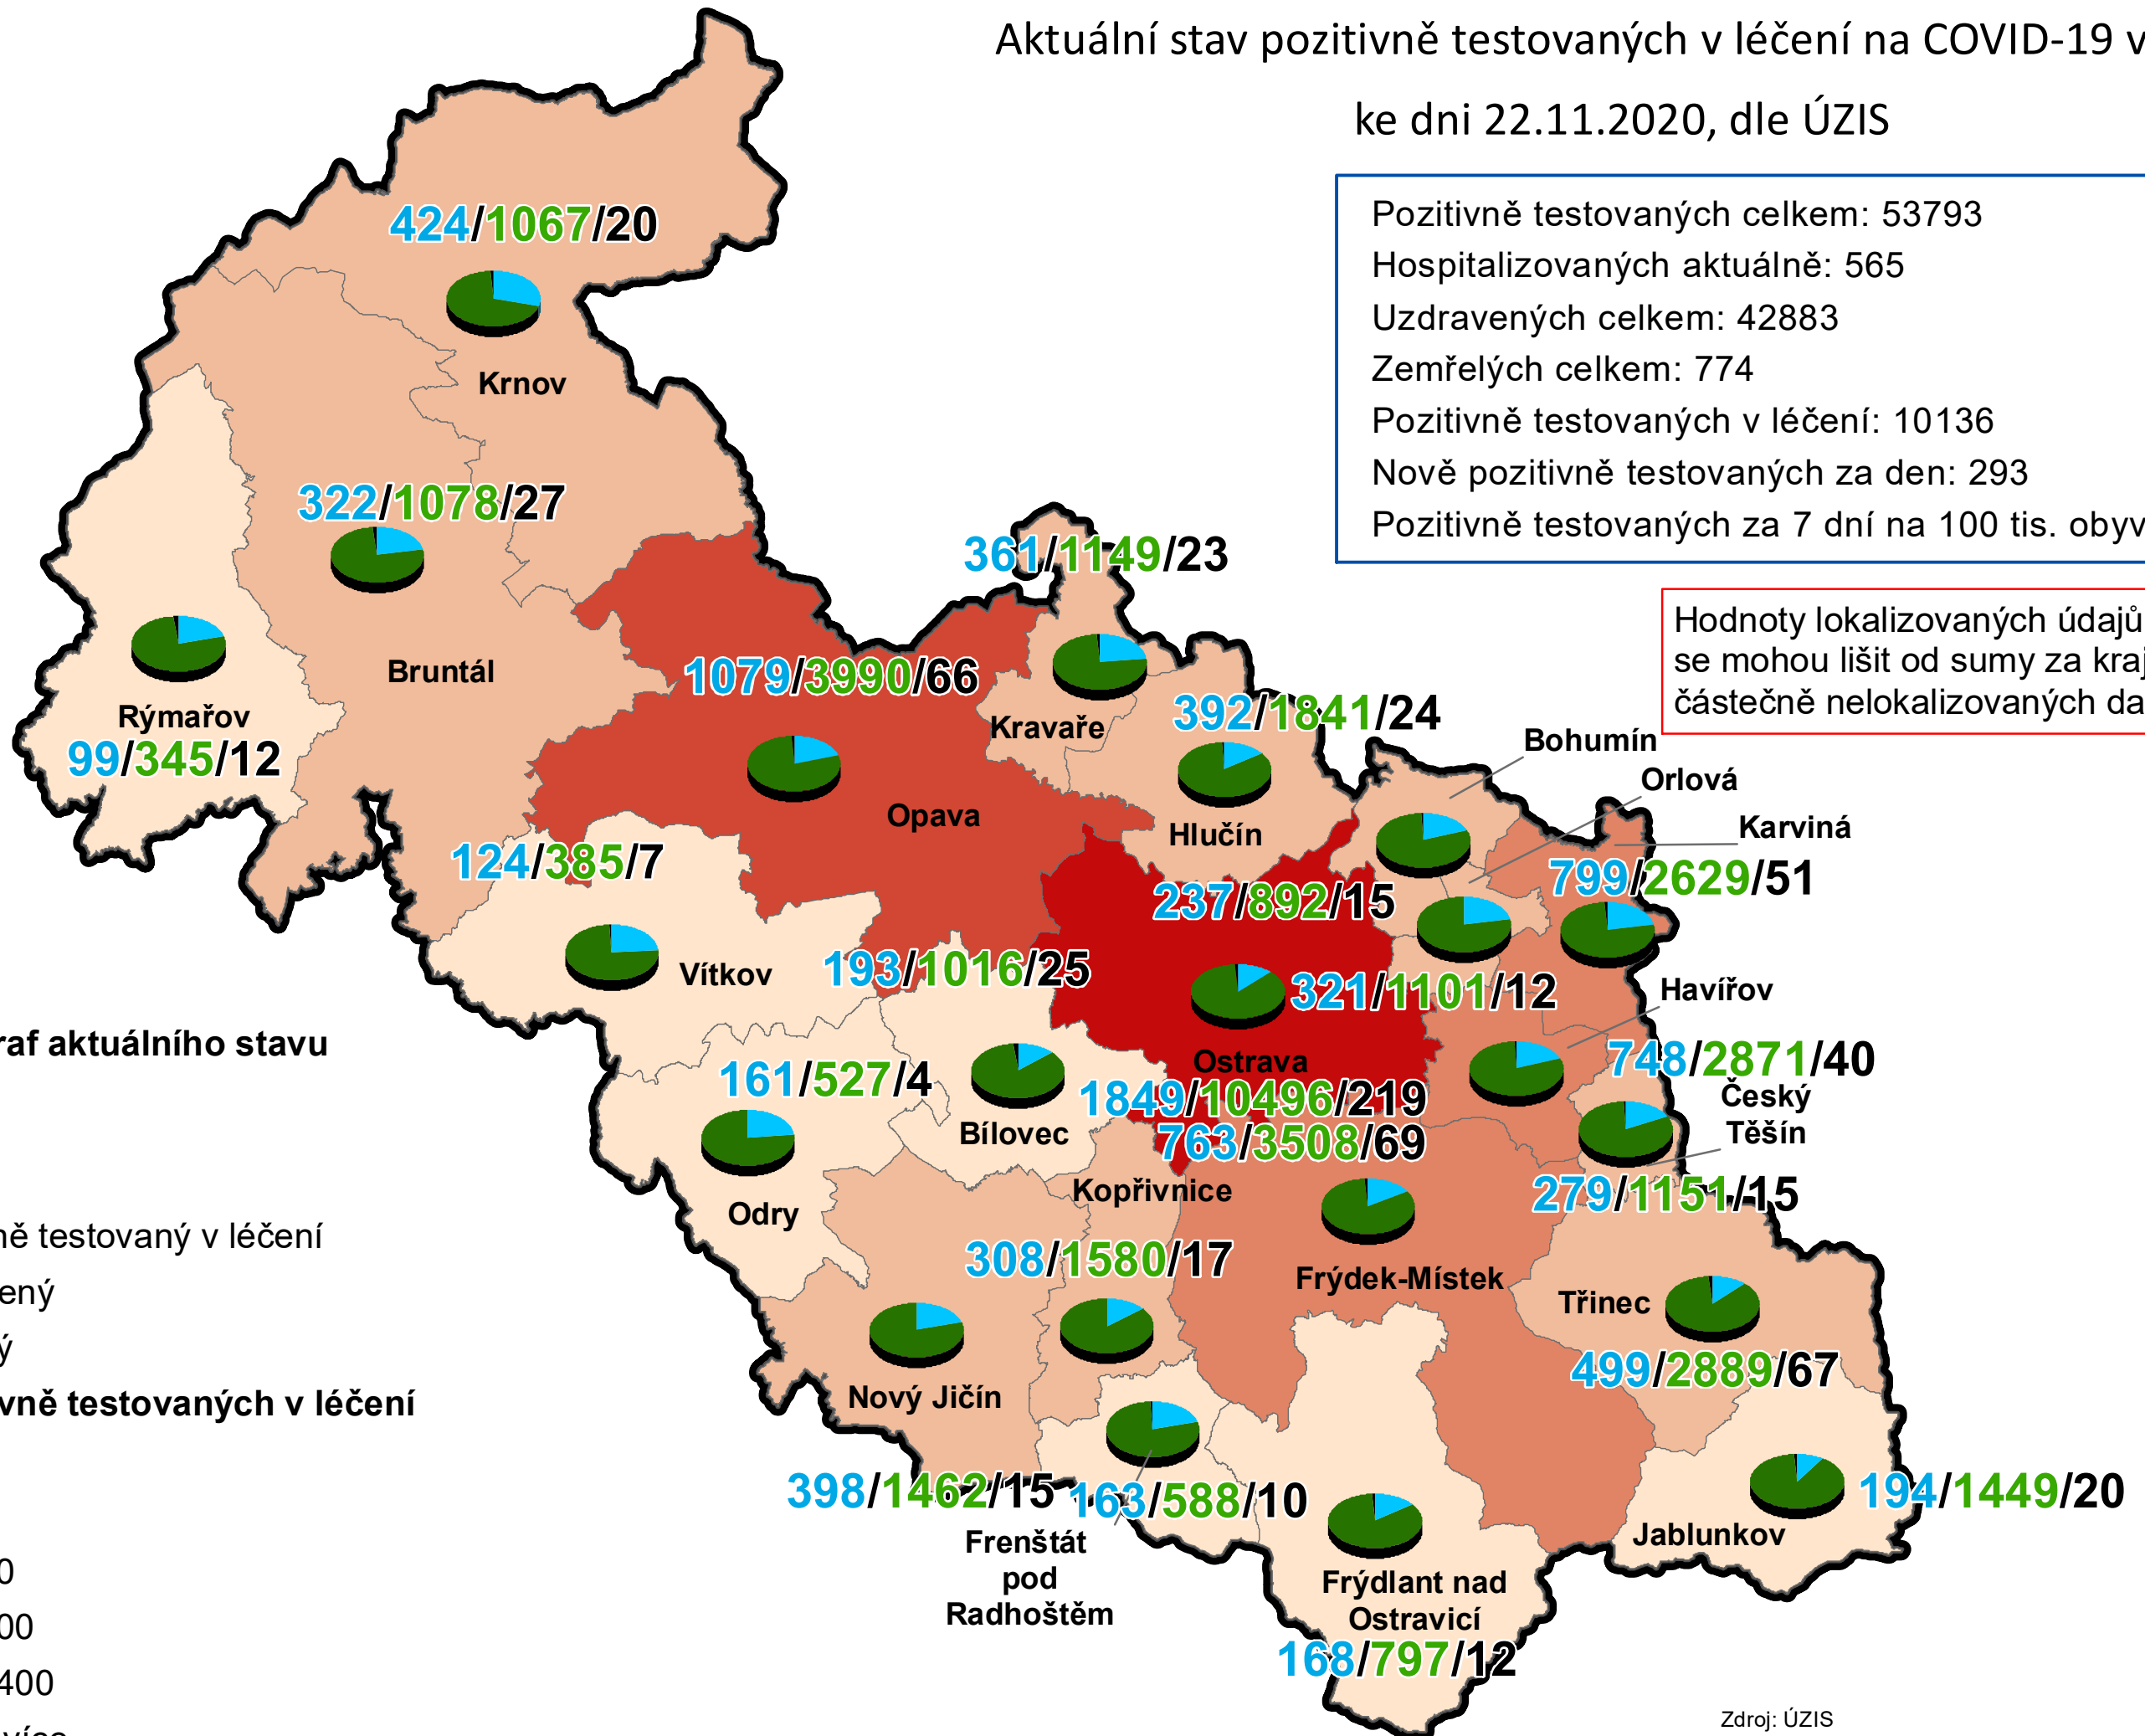 Aktuální stav pozitivně testovaných v léčení na COVID-19 v
ke dni 22.11.2020, dle ÚZIS
Pozitivně testovaných celkem: 53793
Hospitalizovaných aktuálně: 565
Uzdravených celkem: 42883
Zemřelých celkem: 774
Pozitivně testovaných v léčení: 10136
Nově pozitivně testovaných za den: 293
Pozitivně testovaných za 7 dní na 100 tis. obyv
Hodnoty lokalizovaných údajů
se mohou lišit od sumy za kraj
částečně nelokalizovaných da
424/1067/20
Krnov
322/1078/27
Bruntál
Rýmařov
99/345/12
361/1149/23
Kravaře
1079/3990/66
Opava
392/1841/24
Hlučín
Bohumín
Orlová
Karviná
799/2629/51
124/385/7
Vítkov
237/892/15
193/1016/25
Bílovec
321/1101/12
Havířov
748/2871/40
Ostrava
1849/10496/219
763/3508/69
Český
Těšín
279/1151/15
161/527/4
Odry
Kopřivnice
308/1580/17
Frýdek-Místek
Třinec
499/2889/67
Nový Jičín
398/1462/15
163/588/10
Frenštát
pod
Radhoštěm
194/1449/20
Jablunkov
Frýdlant nad
Ostravicí
168/797/12
raf aktuálního stavu
ně testovaný v léčení
ený
ý
vně testovaných v léčení
0
00
400
Zdroj: ÚZIS